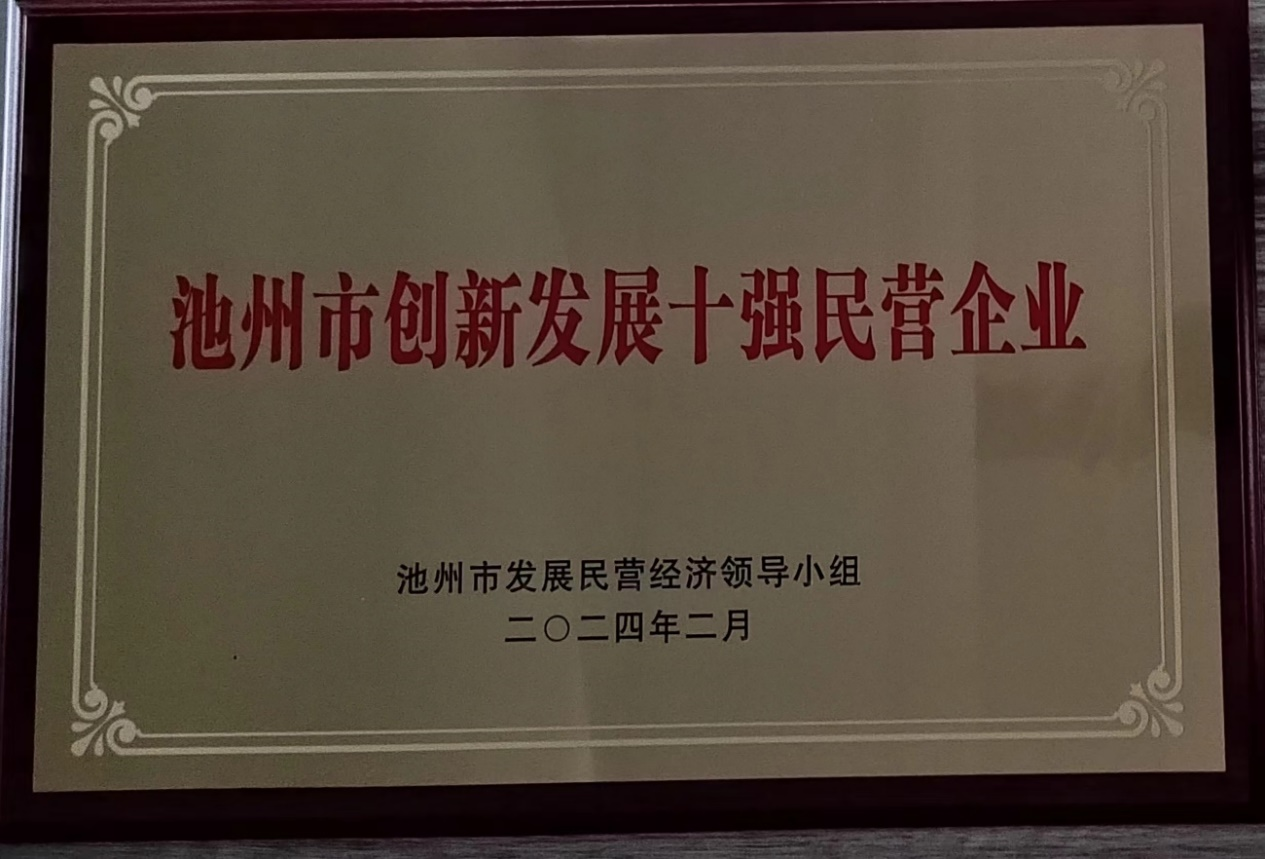 池州市创新发展十强民营企业
池州市发展民营经济领导小组
二〇二四年二月